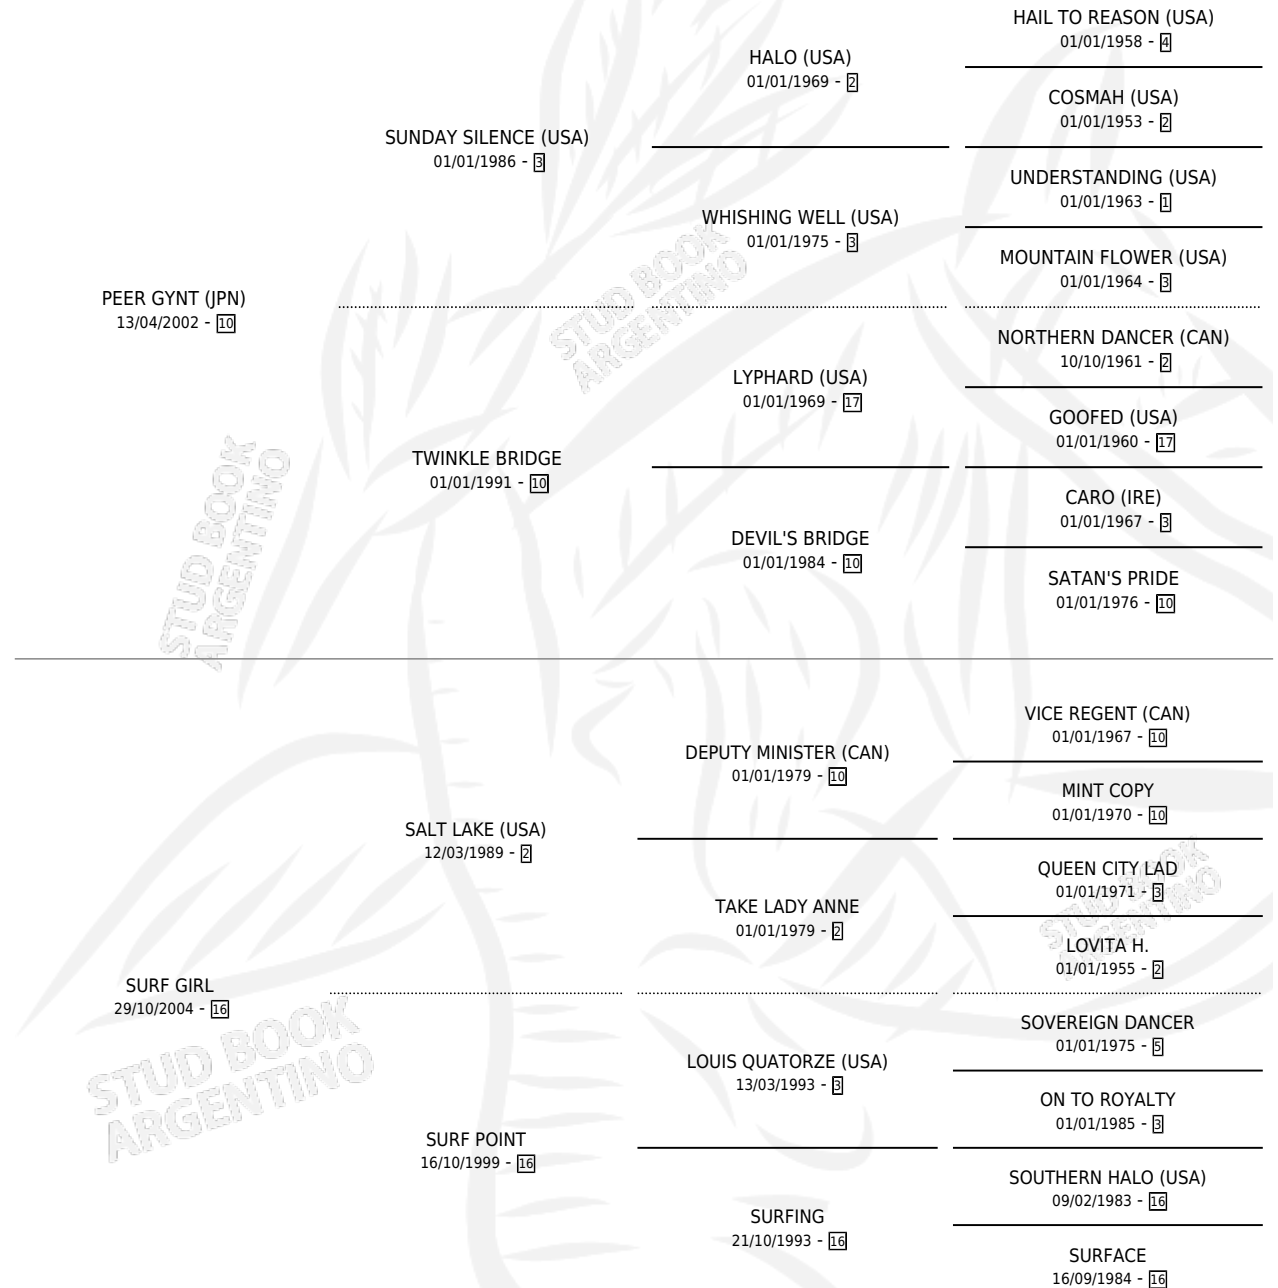 HAIL TO REASON (USA)
01/01/1958 - 4
HALO (USA)
01/01/1969 - 2
COSMAH (USA)
01/01/1953 - 2
SUNDAY SILENCE (USA)
01/01/1986 - 3
UNDERSTANDING (USA)
01/01/1963 - 1
WHISHING WELL (USA)
01/01/1975 - 3
MOUNTAIN FLOWER (USA)
01/01/1964 - 3
PEER GYNT (JPN)
13/04/2002 - 10
NORTHERN DANCER (CAN)
10/10/1961 - 2
LYPHARD (USA)
01/01/1969 - 17
GOOFED (USA)
01/01/1960 - 17
TWINKLE BRIDGE
01/01/1991 - 10
CARO (IRE)
01/01/1967 - 3
DEVIL'S BRIDGE
01/01/1984 - 10
SATAN'S PRIDE
01/01/1976 - 10
STUD BOOK
ARGENTINO
STUD BOOK
ARGENTINO
VICE REGENT (CAN)
01/01/1967 - 10
DEPUTY MINISTER (CAN)
01/01/1979 - 10
MINT COPY
01/01/1970 - 10
SALT LAKE (USA)
12/03/1989 - 2
QUEEN CITY LAD
01/01/1971 - 3
TAKE LADY ANNE
01/01/1979 - 2
LOVITA H.
01/01/1955 - 2
SURF GIRL
29/10/2004 - 16
SOVEREIGN DANCER
01/01/1975 - 5
LOUIS QUATORZE (USA)
13/03/1993 - 3
ON TO ROYALTY
01/01/1985 - 3
SURF POINT
16/10/1999 - 16
SOUTHERN HALO (USA)
09/02/1983 - 16
SURFING
21/10/1993 - 16
SURFACE
16/09/1984 - 16
STUD BOOK
ARGENTINO
STUD BOOK
ARGENTINO